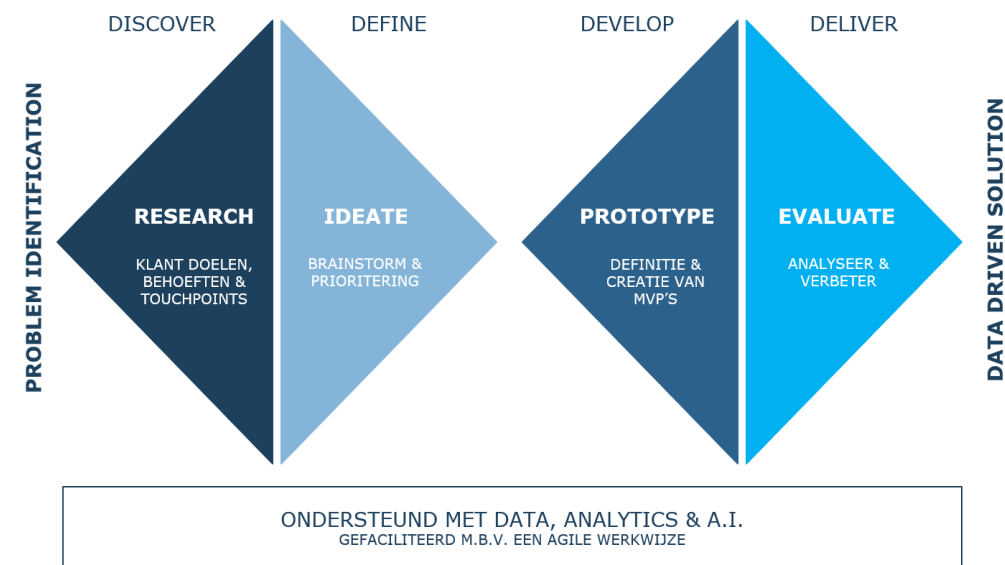 DISCOVER
DEFINE
DEVELOP
DELIVER
PROBLEM IDENTIFICATION
RESEARCH
KLANT DOELEN,
BEHOEFTEN &
TOUCHPOINTS
IDEATE
BRAINSTORM &
PRIORITERING
PROTOTYPE
DEFINITIE &
CREATIE VAN
MVP'S
EVALUATE
ANALYSEER &
VERBETER
DATA DRIVEN SOLUTION
ONDERSTEUND MET DATA, ANALYTICS & A.I.
GEFACILITEERD M.B.V. EEN AGILE WERKWIJZE